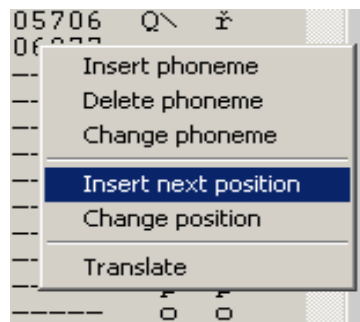 05706 Q\ ř
Insert phoneme
Delete phoneme
Change phoneme
Insert next position
Change position
Translate
----- o o